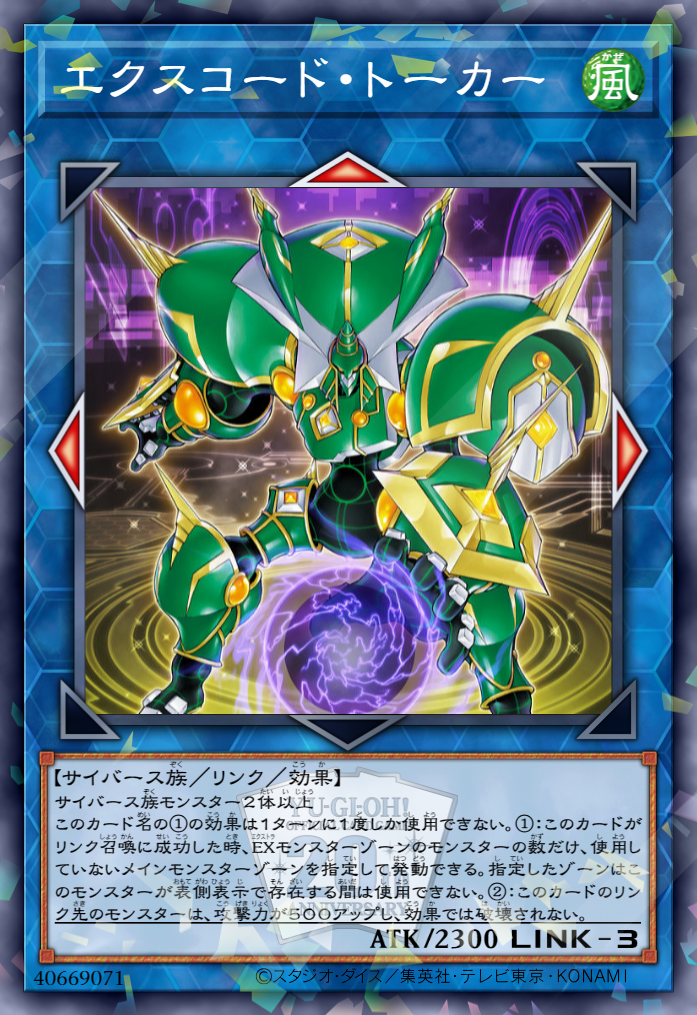 エクスコード・トーカー
風
かぜ
【サイバース族／リンク／効果】
サイバース族モンスター２体以上
このカード名の①の効果は１ターンに１度しか使用できない。①：このカードが
リンク召喚に成功した時、EXモンスターゾーンのモンスターの数だけ、使用し
ていないメインモンスターゾーンを指定して発動できる。指定したゾーンはこ
のモンスターが表側表示で存在する間は使用できない。②：このカードのリン
ク先のモンスターは、攻撃力が５００アップし、効果では破壊されない。
YU-GI-OH!
20th
ANNIVERSARY
ATK/2300 LINK-3
40669071 ©スタジオ・ダイス／集英社・テレビ東京・KONAMI